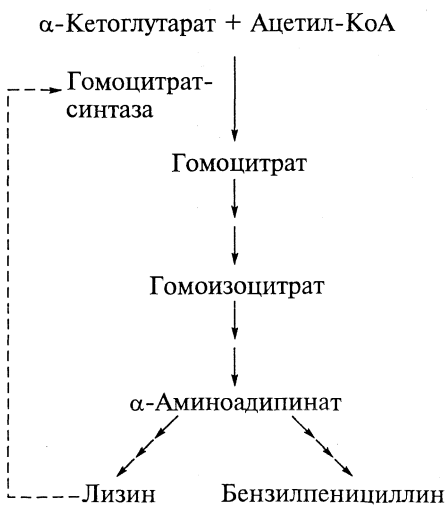 α-Кетоглутарат + Ацетил-КоА
Гомоцитрат-
синтаза
Гомоцитрат
Гомоизоцитрат
α-Аминоадипинат
Лизин Бензилпенициллин